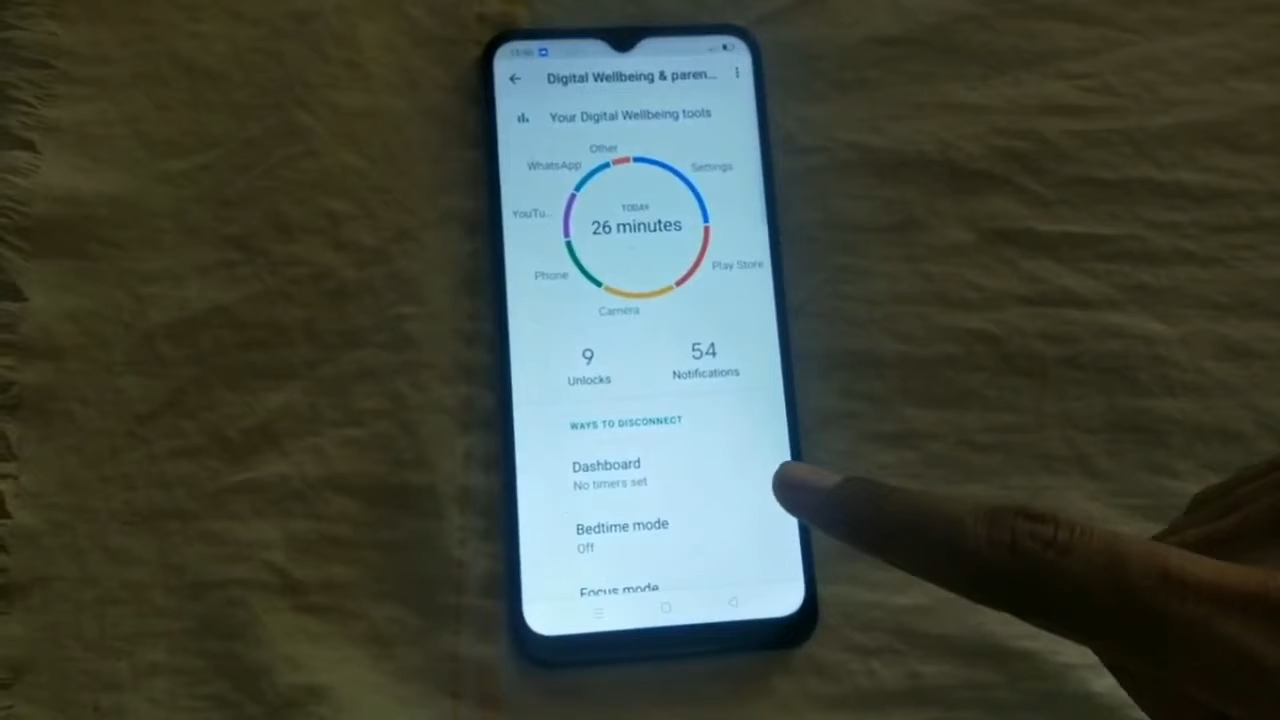 Digital Wellbeing & paren...
Your Digital Wellbeing tools
Other
WhatsApp
Settings
YouTu...
TODAY
26 minutes
Phone
Play Store
Camera
9
54
Unlocks
Notifications
WAYS TO DISCONNECT
Dashboard
No timers set
Bedtime mode
Off
Focus mode